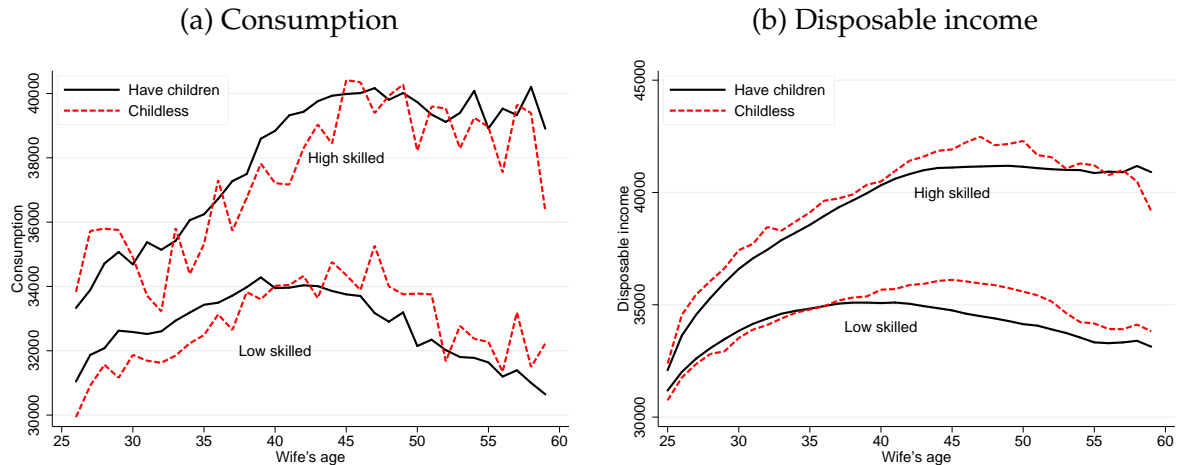 (a) Consumption
Have children
Childless
High skilled
Low skilled
Consumption
30000
32000
34000
36000
38000
40000
25 30 35 40 45 50 55 60
Wife's age
(b) Disposable income
Have children
Childless
High skilled
Low skilled
Disposable income
30000
35000
40000
45000
25 30 35 40 45 50 55 60
Wife's age